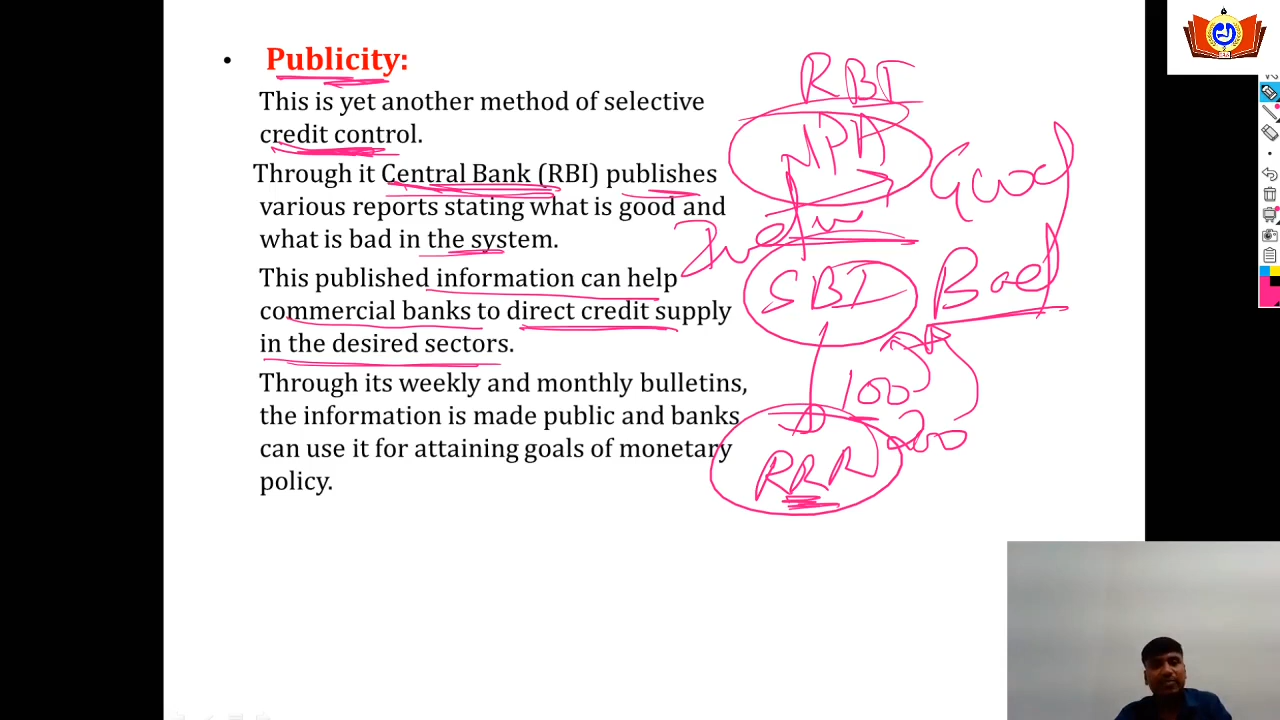 • Publicity:
This is yet another method of selective
credit control.
Through it Central Bank (RBI) publishes
various reports stating what is good and
what is bad in the system.
This published information can help
commercial banks to direct credit supply
in the desired sectors.
Through its weekly and monthly bulletins,
the information is made public and banks
can use it for attaining goals of monetary
policy.
RBI
NPA
Good
SBI
Bad
100
200
RRR